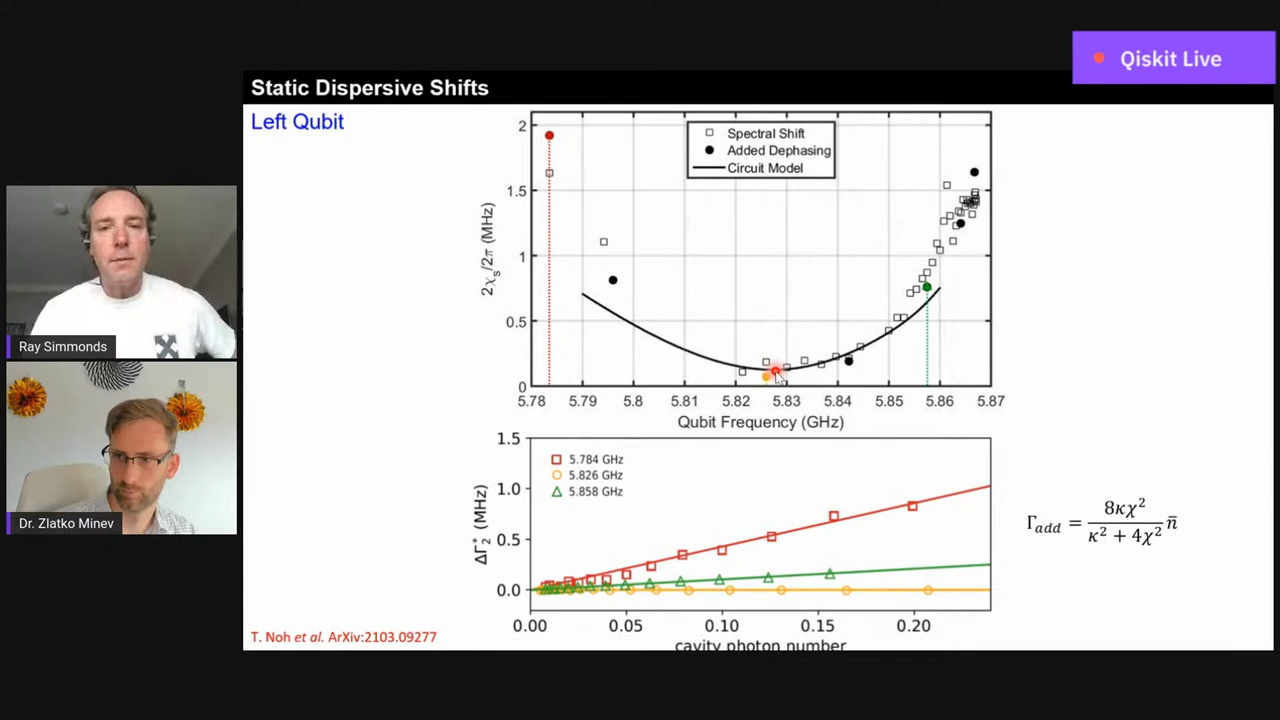 Qiskit Live
Static Dispersive Shifts
Left Qubit
2χs/2π (MHz)
2
1.5
1
0.5
0
Spectral Shift
Added Dephasing
Circuit Model
5.78 5.79 5.8 5.81 5.82 5.83 5.84 5.85 5.86 5.87
Qubit Frequency (GHz)
Ray Simmonds
Dr. Zlatko Minev
ΔΓ₂* (MHz)
1.5
1.0
0.5
0.0
5.784 GHz
5.826 GHz
5.858 GHz
0.00 0.05 0.10 0.15 0.20
cavity photon number
Γadd = 8κχ² / κ² + 4χ² n̄
T. Noh et al. ArXiv:2103.09277